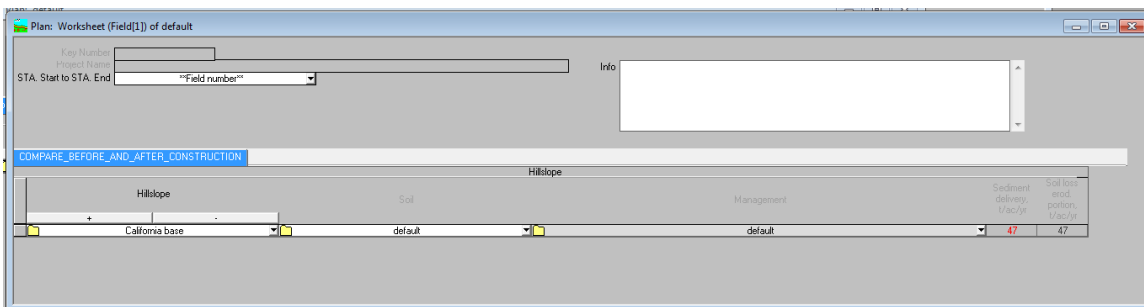 Plan: default
Plan: Worksheet (Field[1]) of default
Key Number
Project Name
STA. Start to STA. End
**Field number**
Info
COMPARE_BEFORE_AND_AFTER_CONSTRUCTION
Hillslope
Hillslope
Soil
Management
Sediment
delivery,
t/ac/yr
Soil loss
erod.
portion,
t/ac/yr
+ -
California base default default 47 47